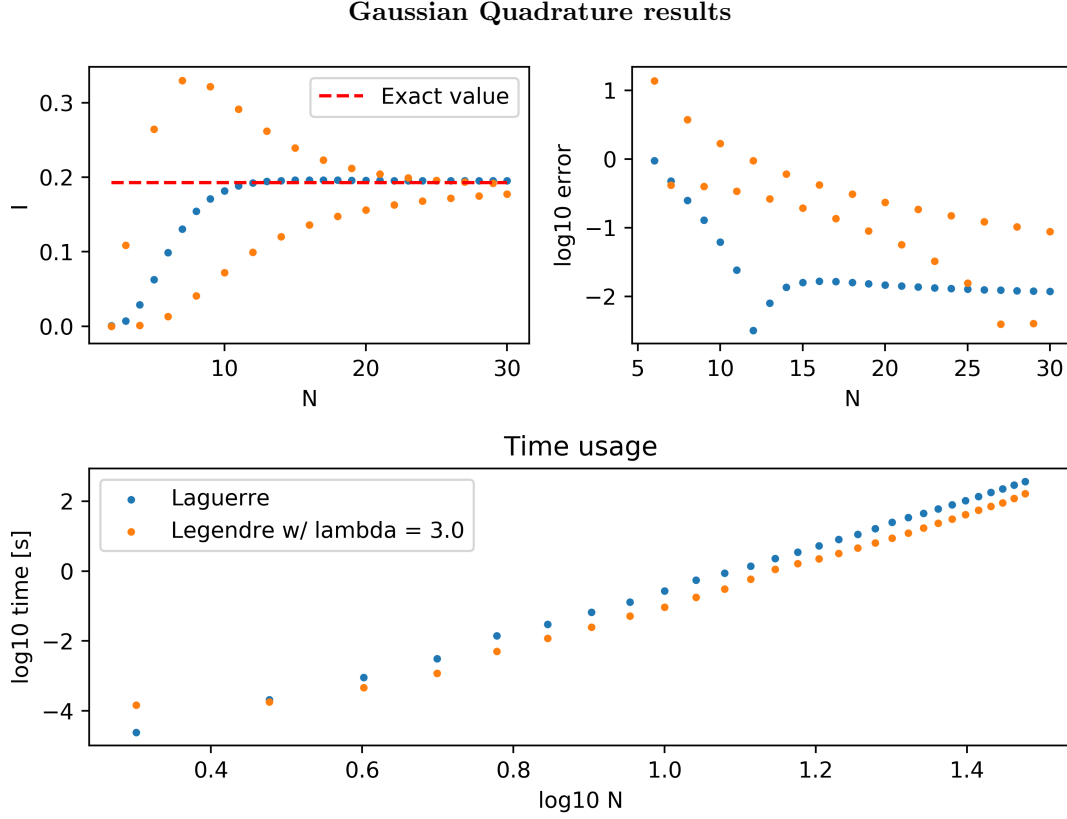 Gaussian Quadrature results
0.3
0.2
0.1
0.0
I
10
20
30
N
Exact value
1
0
−1
−2
log10 error
5
10
15
20
25
30
N
Time usage
2
0
−2
−4
log10 time [s]
Laguerre
Legendre w/ lambda = 3.0
0.4
0.6
0.8
1.0
1.2
1.4
log10 N